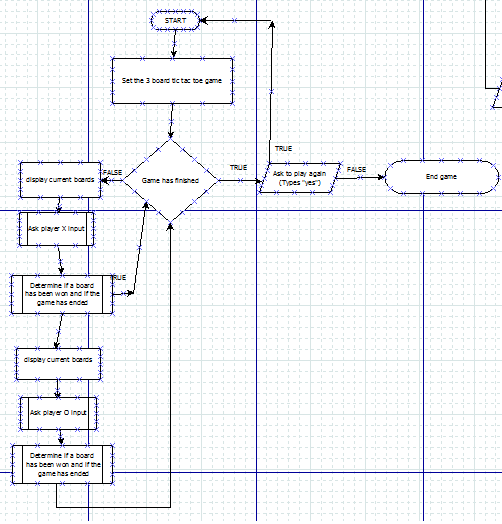 START
Set the 3 board tic tac toe game
Game has finished
TRUE
FALSE
Ask to play again
(Types "yes")
TRUE
FALSE
End game
display current boards
Ask player X input
Determine if a board
has been won and if the
game has ended
TRUE
display current boards
Ask player O input
Determine if a board
has been won and if the
game has ended